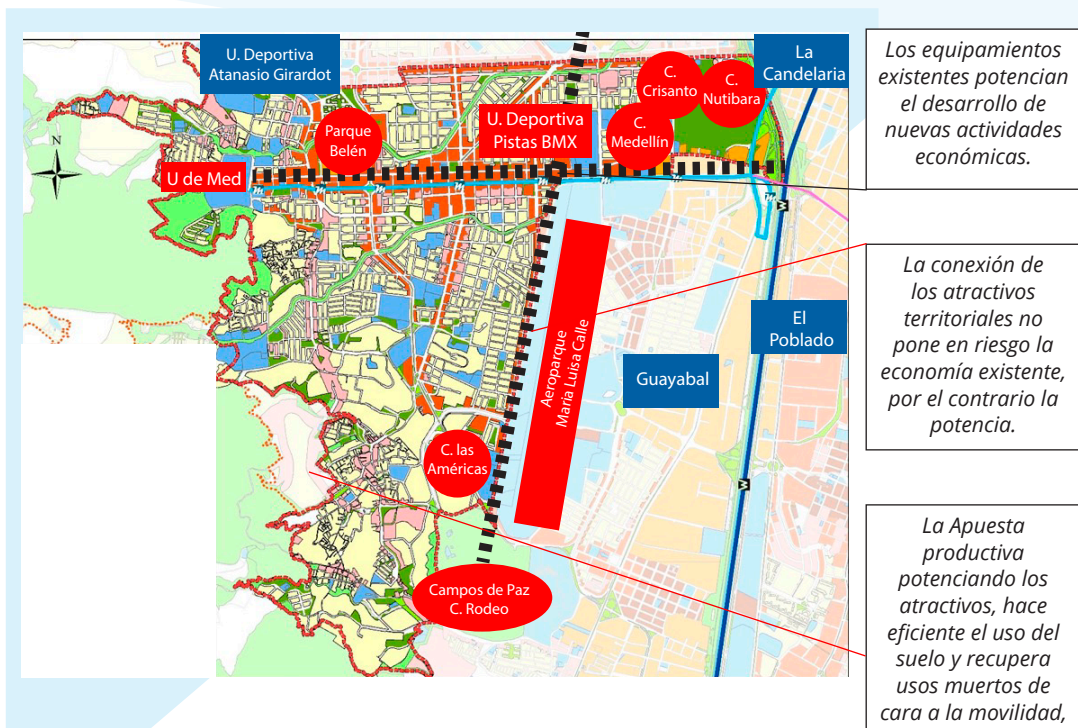 U. Deportiva
Atanasio Girardot
La
Candelaria
C.
Crisanto
C.
Nutibara
Parque
Belén
U. Deportiva
Pistas BMX
C.
Medellín
U de Med
Aeroparque
Maria Luisa Calle
El
Poblado
Guayabal
C. las
Américas
Campos de Paz
C. Rodeo
Los equipamientos
existentes potencian
el desarrollo de
nuevas actividades
económicas.
La conexión de
los atractivos
territoriales no
pone en riesgo la
economía existente,
por el contrario la
potencia.
La Apuesta
productiva
potenciando los
atractivos, hace
eficiente el uso del
suelo y recupera
usos muertos de
cara a la movilidad,